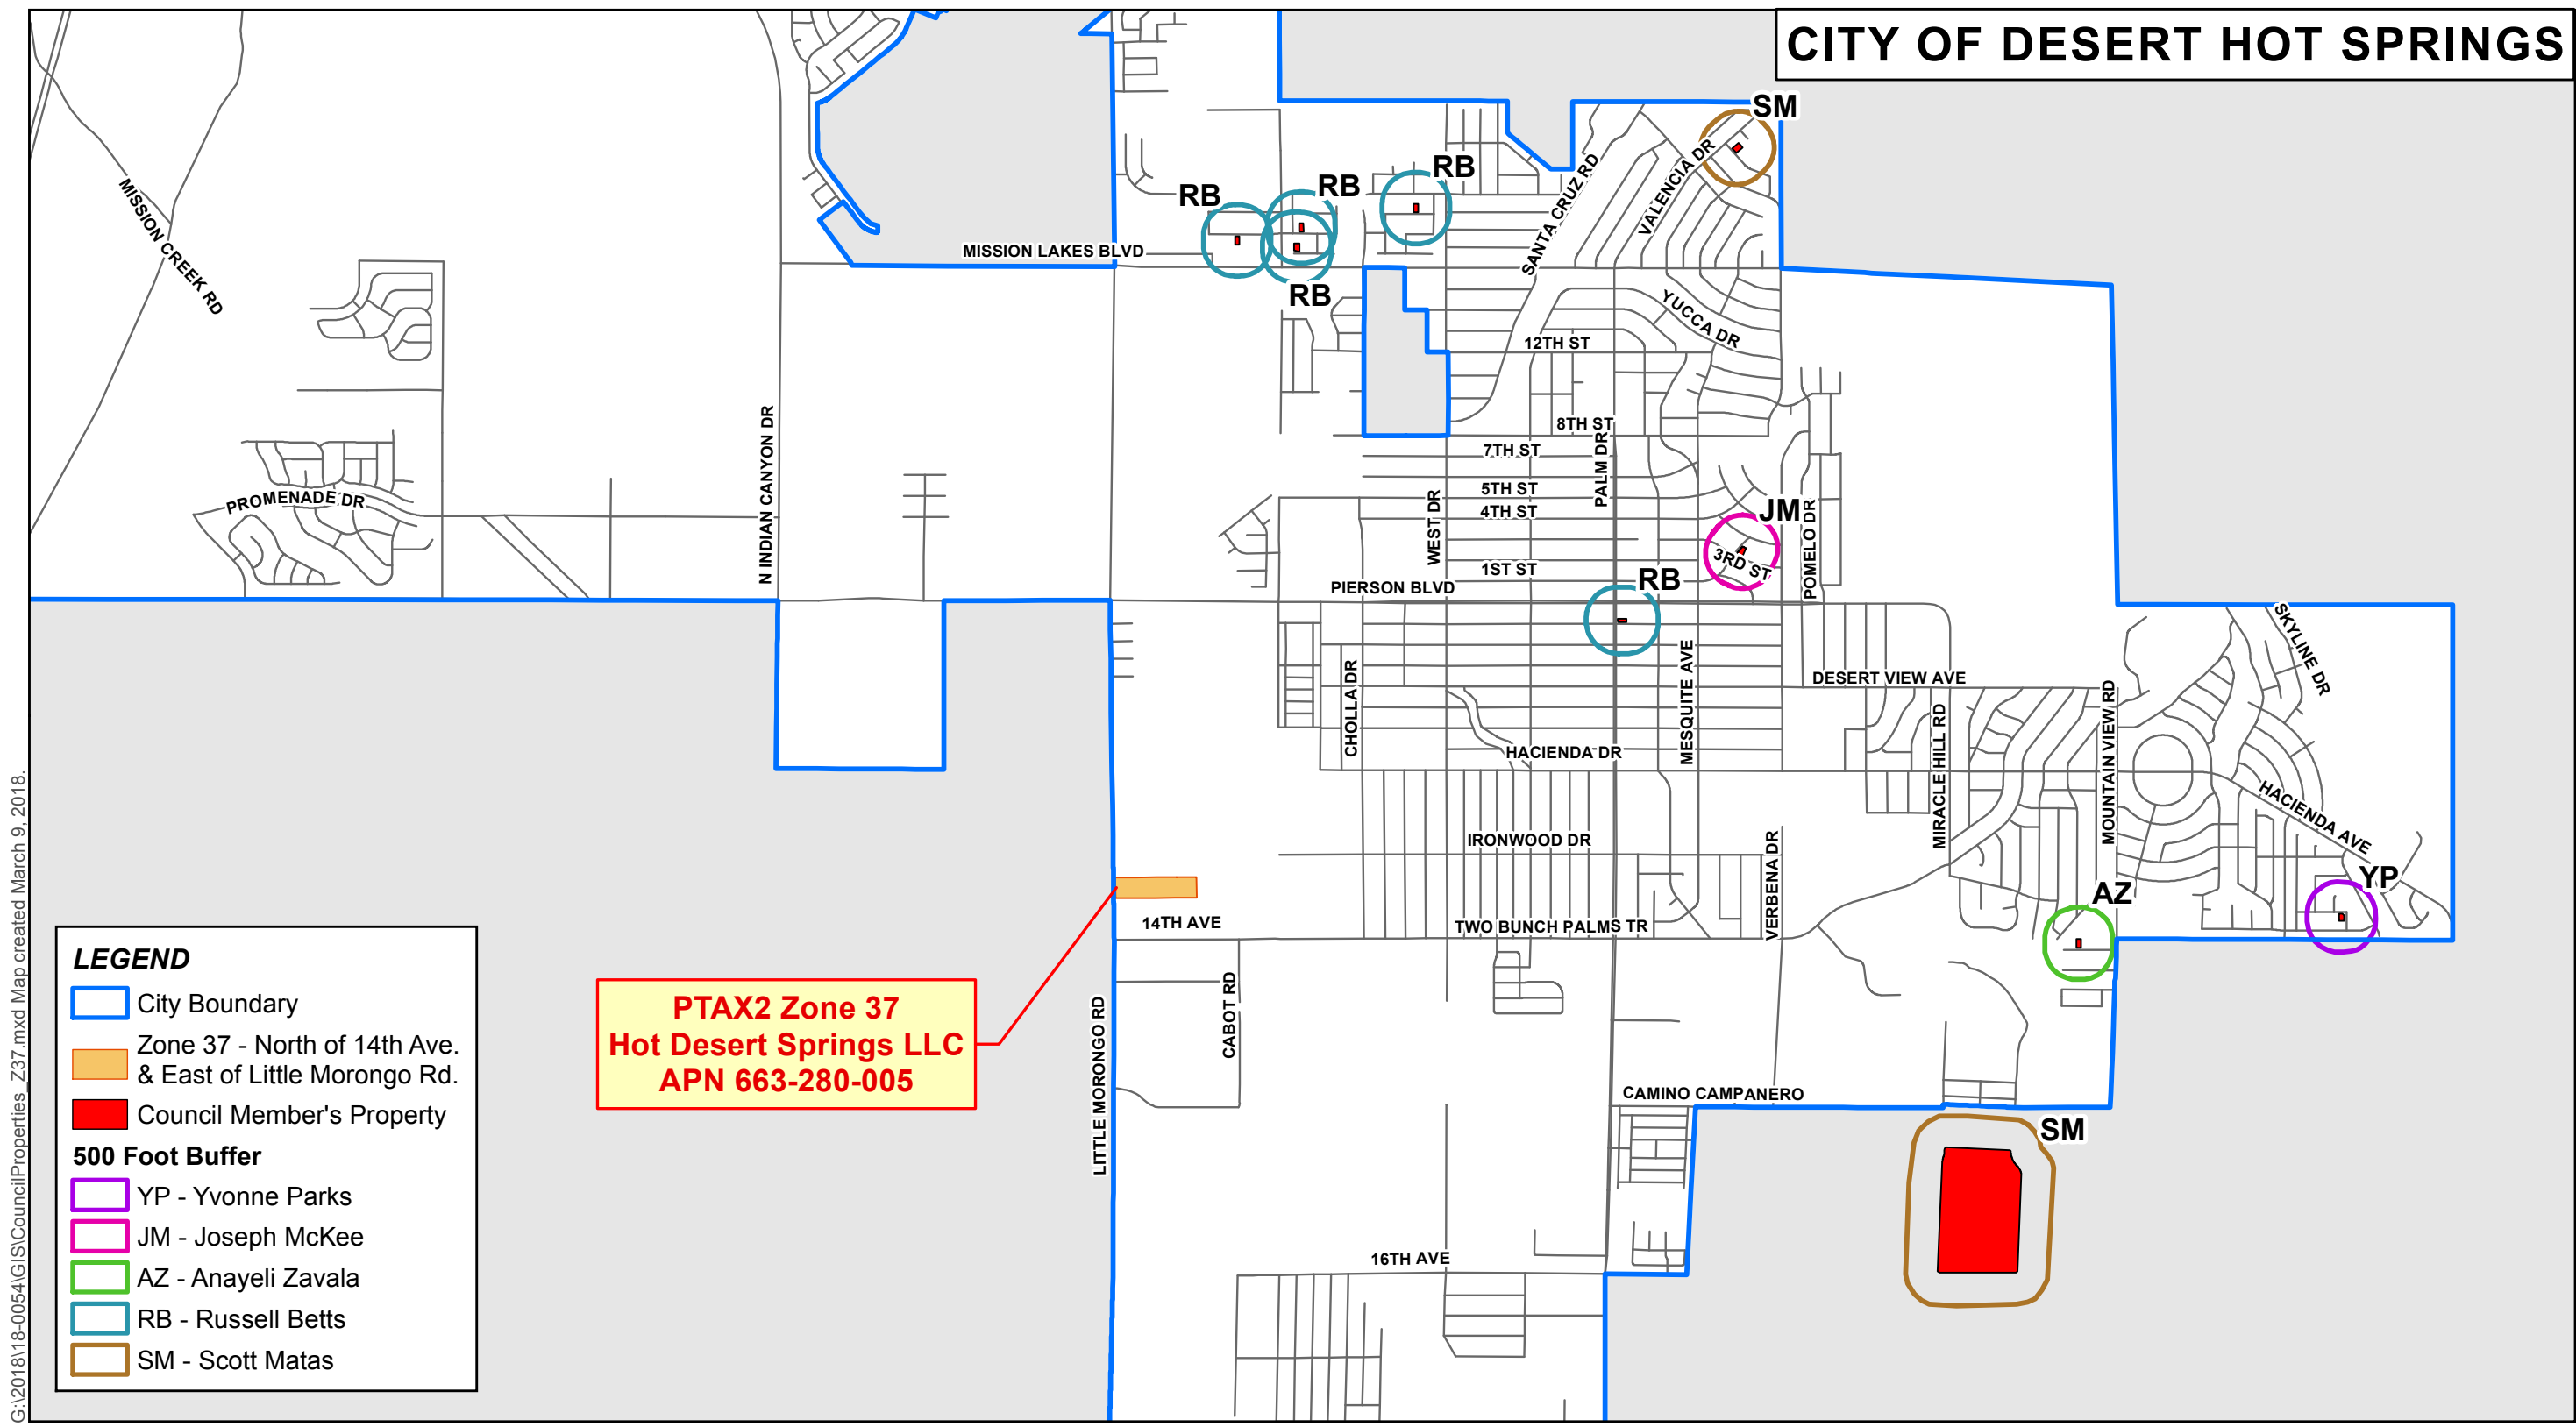 CITY OF DESERT HOT SPRINGS
SM
RB
RB
RB
RB
MISSION CREEK RD
MISSION LAKES BLVD
SANTA CRUZ RD
VALENCIA DR
YUCCA DR
12TH ST
8TH ST
7TH ST
5TH ST
4TH ST
PALM DR
WEST DR
N INDIAN CANYON DR
PROMENADE DR
JM
3RD ST
POMELO DR
1ST ST
PIERSON BLVD
RB
SKYLINE DR
CHOLLA DR
MESQUITE AVE
DESERT VIEW AVE
MIRACLE HILL RD
MOUNTAIN VIEW RD
HACIENDA DR
HACIENDA AVE
IRONWOOD DR
VERBENA DR
YP
AZ
14TH AVE
TWO BUNCH PALMS TR
CABOT RD
LITTLE MORONGO RD
CAMINO CAMPANERO
SM
16TH AVE
PTAX2 Zone 37
Hot Desert Springs LLC
APN 663-280-005
LEGEND
City Boundary
Zone 37 - North of 14th Ave.
& East of Little Morongo Rd.
Council Member's Property
500 Foot Buffer
YP - Yvonne Parks
JM - Joseph McKee
AZ - Anayeli Zavala
RB - Russell Betts
SM - Scott Matas
G:\2018\18-0054\GIS\CouncilProperties_Z37.mxd Map created March 9, 2018.